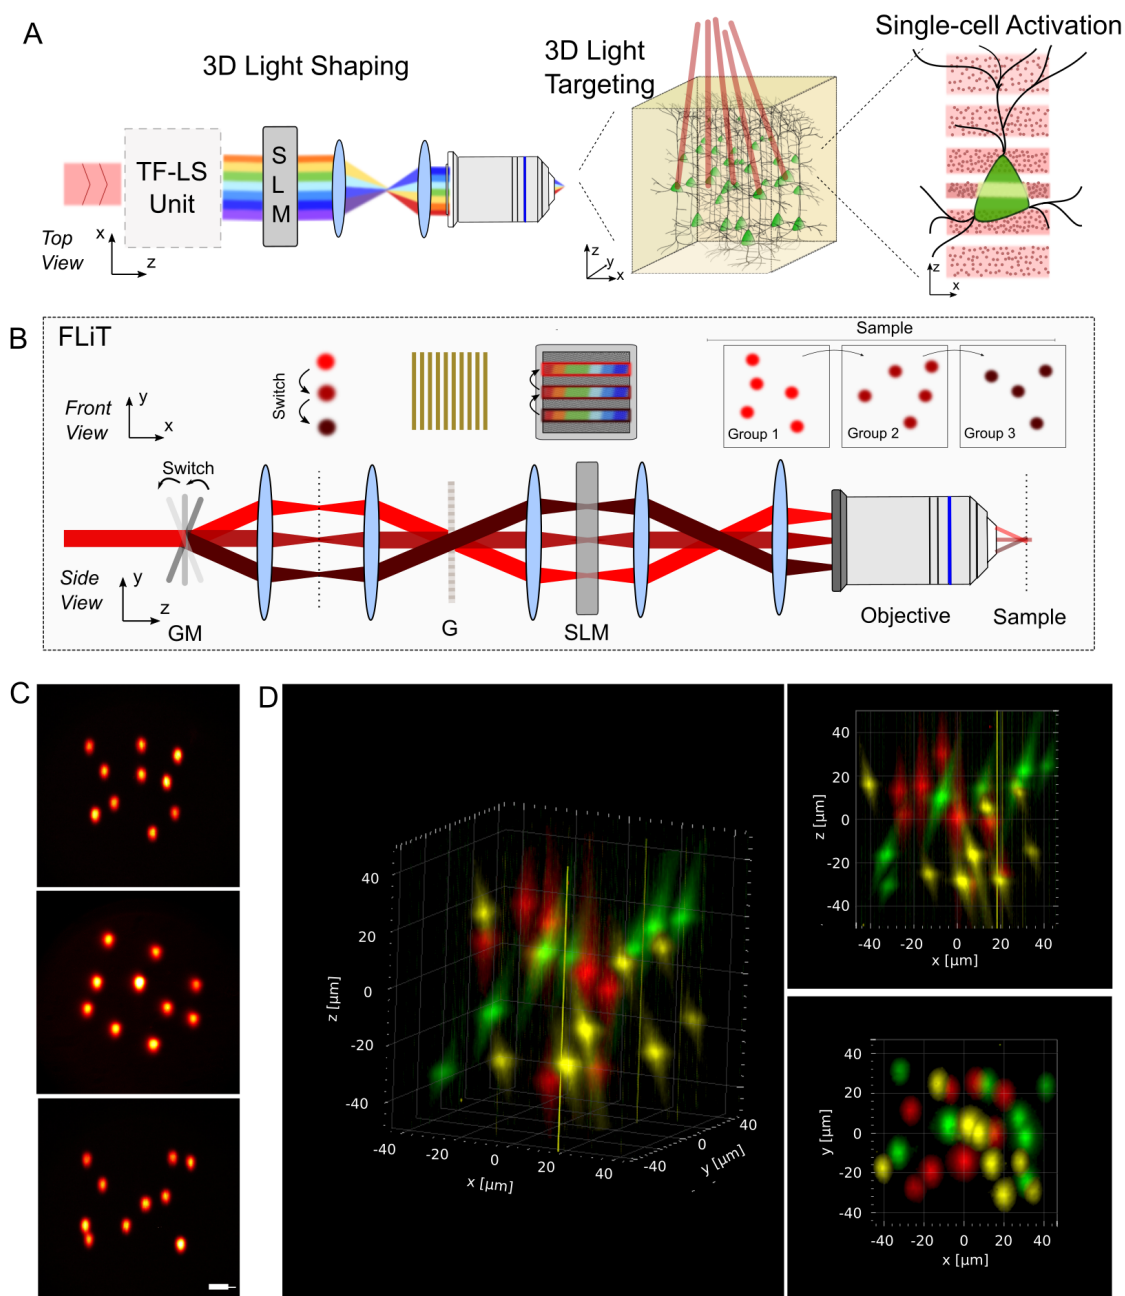 A
3D Light Shaping
3D Light
Targeting
Single-cell Activation
TF-LS
Unit
S
L
M
Top
View
x
z
z
y
x
z
x
B
FLiT
Sample
Switch
Front
View
y
x
Group 1
Group 2
Group 3
Switch
Side
View
y
z
GM
G
SLM
Objective
Sample
C
D
40
20
0
-20
-40
z [µm]
-40
-20
0
20
40
x [µm]
-40
0
40
y [µm]
40
20
0
-20
-40
z [µm]
-40
-20
0
20
40
x [µm]
40
20
0
-20
-40
y [µm]
-40
-20
0
20
40
x [µm]